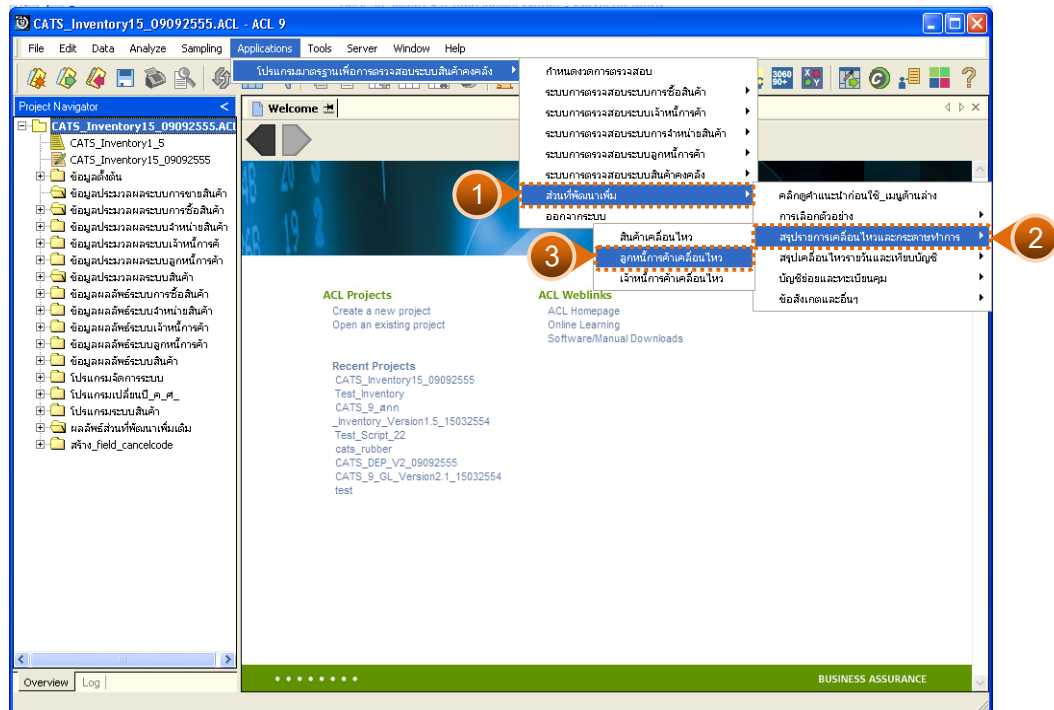 CATS_Inventory15_09092555.ACL - ACL 9
File Edit Data Analyze Sampling Applications Tools Server Window Help
โปรแกรมมาตรฐานเพื่อการตรวจสอบระบบสินค้าคงคลัง
กำหนดงวดการตรวจสอบ
ระบบการตรวจสอบระบบการซื้อสินค้า
ระบบการตรวจสอบระบบเจ้าหนี้การค้า
ระบบการตรวจสอบระบบการจำหน่ายสินค้า
ระบบการตรวจสอบระบบลูกหนี้การค้า
ระบบการตรวจสอบระบบสินค้าคงคลัง
ส่วนที่พัฒนาเพิ่ม
ออกจากระบบ
1
คลิกดูคำแนะนำก่อนใช้_เมนูด้านล่าง
การเลือกตัวอย่าง
สรุปรายการเคลื่อนไหวและกระดาษทำการ
สรุปเคลื่อนไหวรายวันและเทียบบัญชี
บัญชีย่อยและทะเบียนคุม
ข้อสังเกตและอื่นๆ
2
สินค้าเคลื่อนไหว
ลูกหนี้การค้าเคลื่อนไหว
เจ้าหนี้การค้าเคลื่อนไหว
3
Project Navigator <
Welcome
CATS_Inventory15_09092555.ACL
CATS_Inventory1_5
CATS_Inventory15_09092555
ข้อมูลตั้งต้น
ข้อมูลประมวลผลระบบการขายสินค้า
ข้อมูลประมวลผลระบบการซื้อสินค้า
ข้อมูลประมวลผลระบบจำหน่ายสินค้า
ข้อมูลประมวลผลระบบเจ้าหนี้การค้
ข้อมูลประมวลผลระบบลูกหนี้การค้า
ข้อมูลประมวลผลระบบสินค้า
ข้อมูลผลลัพธ์ระบบการซื้อสินค้า
ข้อมูลผลลัพธ์ระบบจำหน่ายสินค้า
ข้อมูลผลลัพธ์ระบบเจ้าหนี้การค้า
ข้อมูลผลลัพธ์ระบบลูกหนี้การค้า
ข้อมูลผลลัพธ์ระบบสินค้า
โปรแกรมจัดการระบบ
โปรแกรมเปลี่ยนปี_ค_ศ_
โปรแกรมระบบสินค้า
ผลลัพธ์ส่วนที่พัฒนาเพิ่มเติม
สร้าง_field_cancelcode
ACL Projects
Create a new project
Open an existing project
Recent Projects
CATS_Inventory15_09092555
Test_Inventory
CATS_9_สกก
_Inventory_Version1.5_15032554
Test_Script_22
cats_rubber
CATS_DEP_V2_09092555
CATS_9_GL_Version2.1_15032554
test
ACL Weblinks
ACL Homepage
Online Learning
Software/Manual Downloads
BUSINESS ASSURANCE
Overview Log